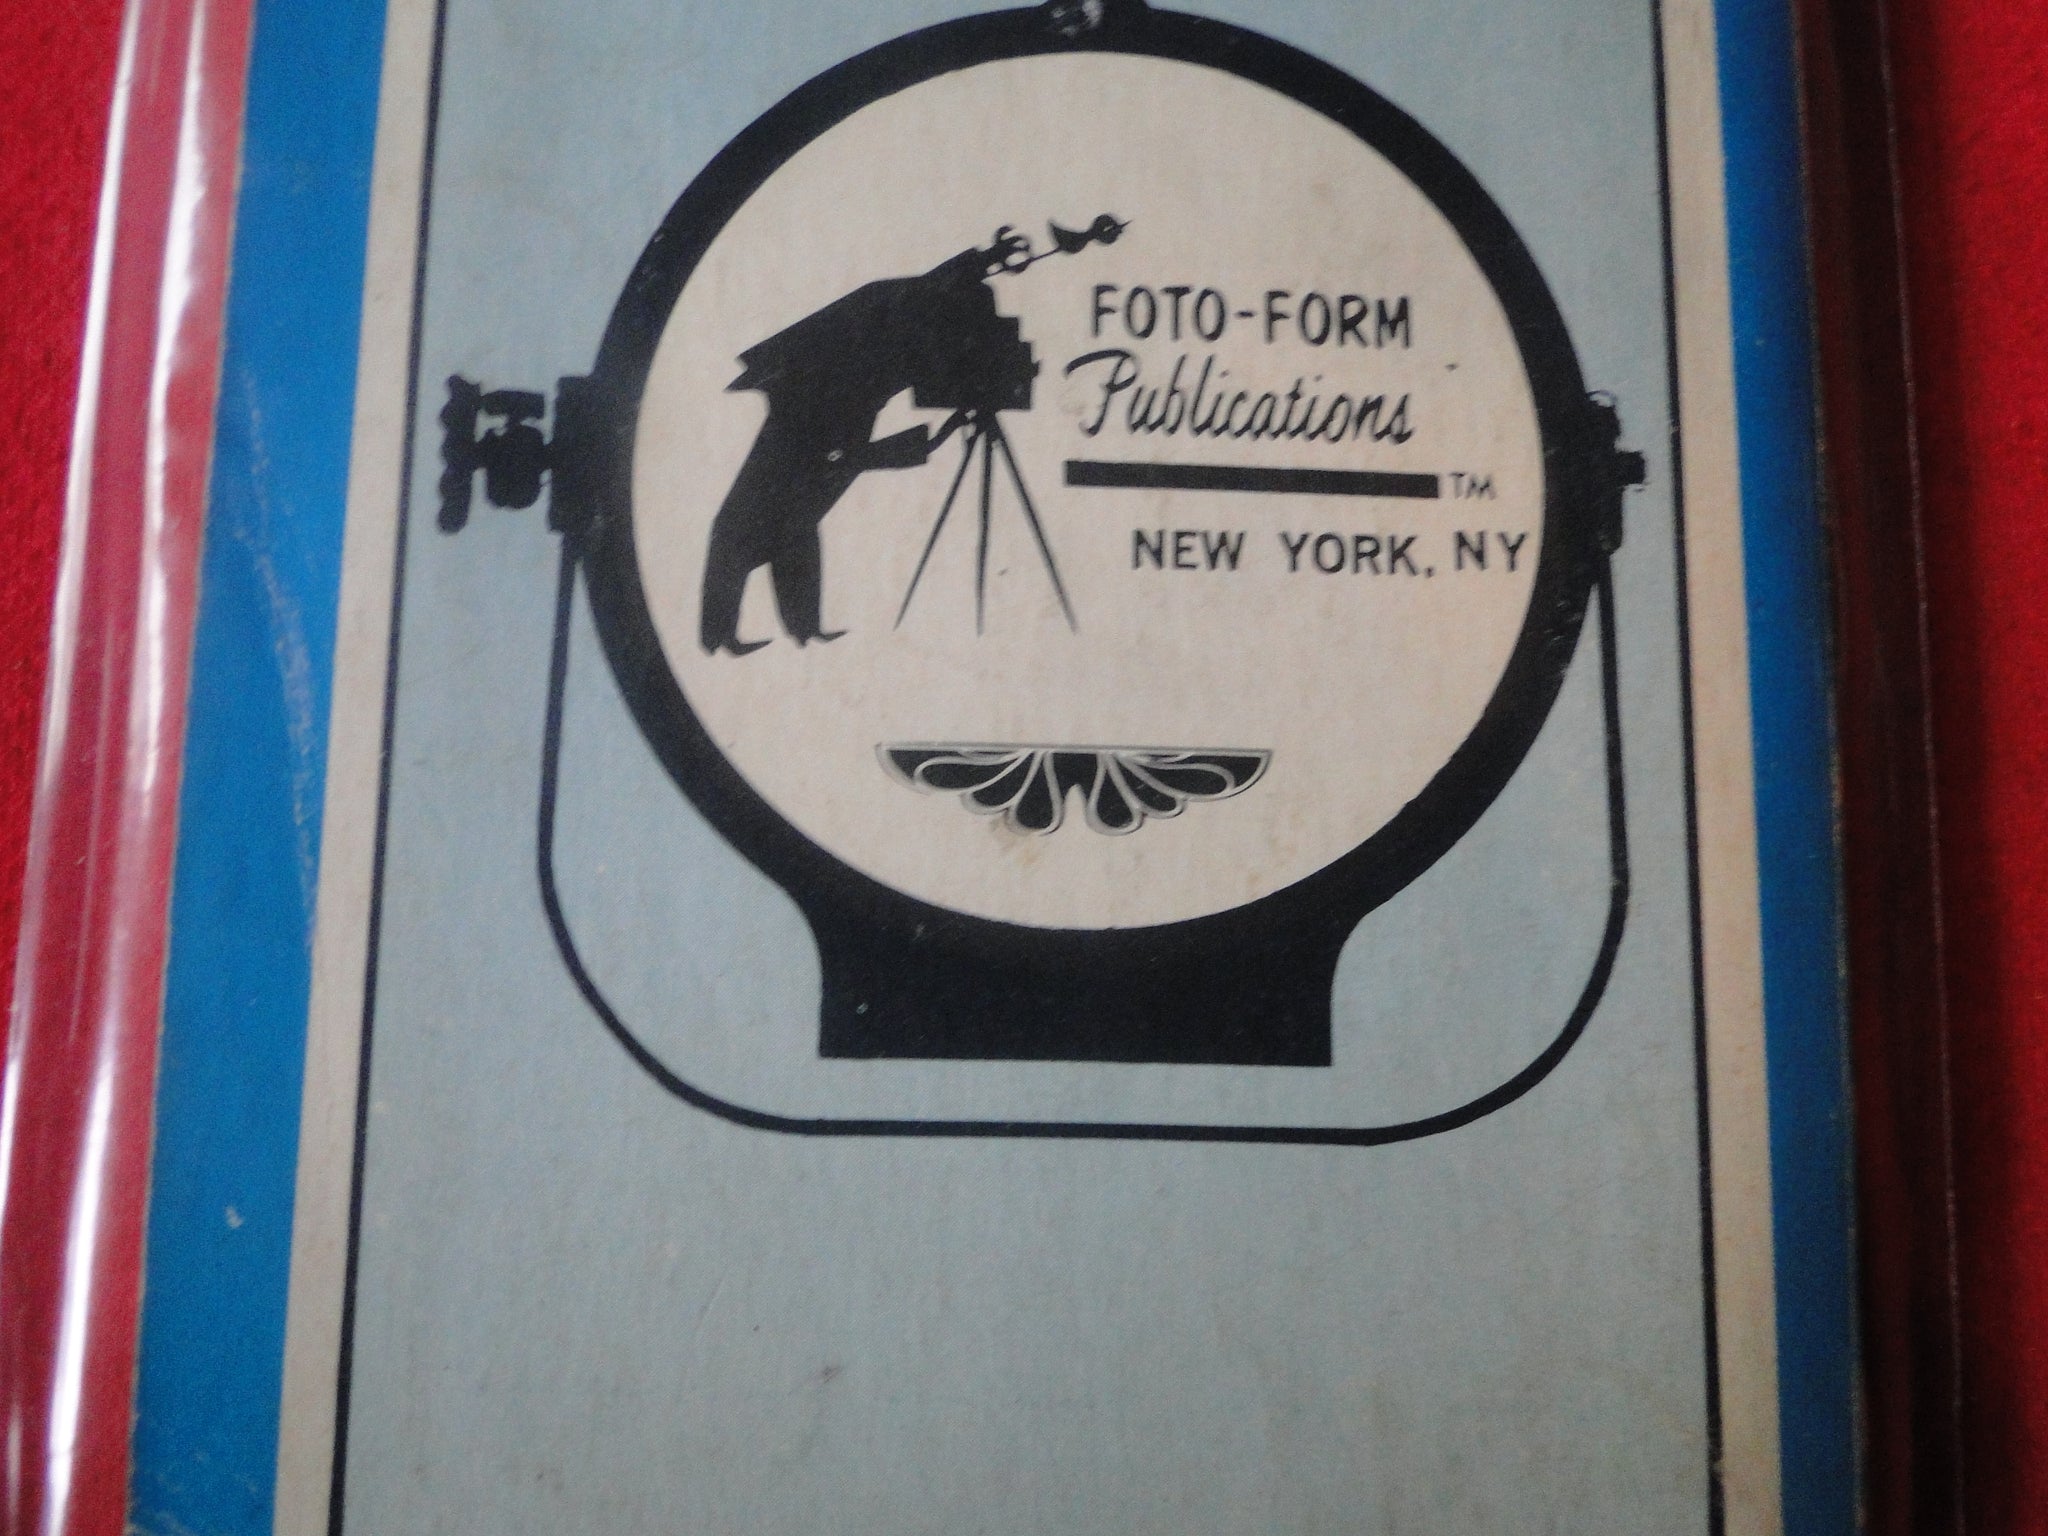 FOTO-FORM
Publications
TM
NEW YORK, NY